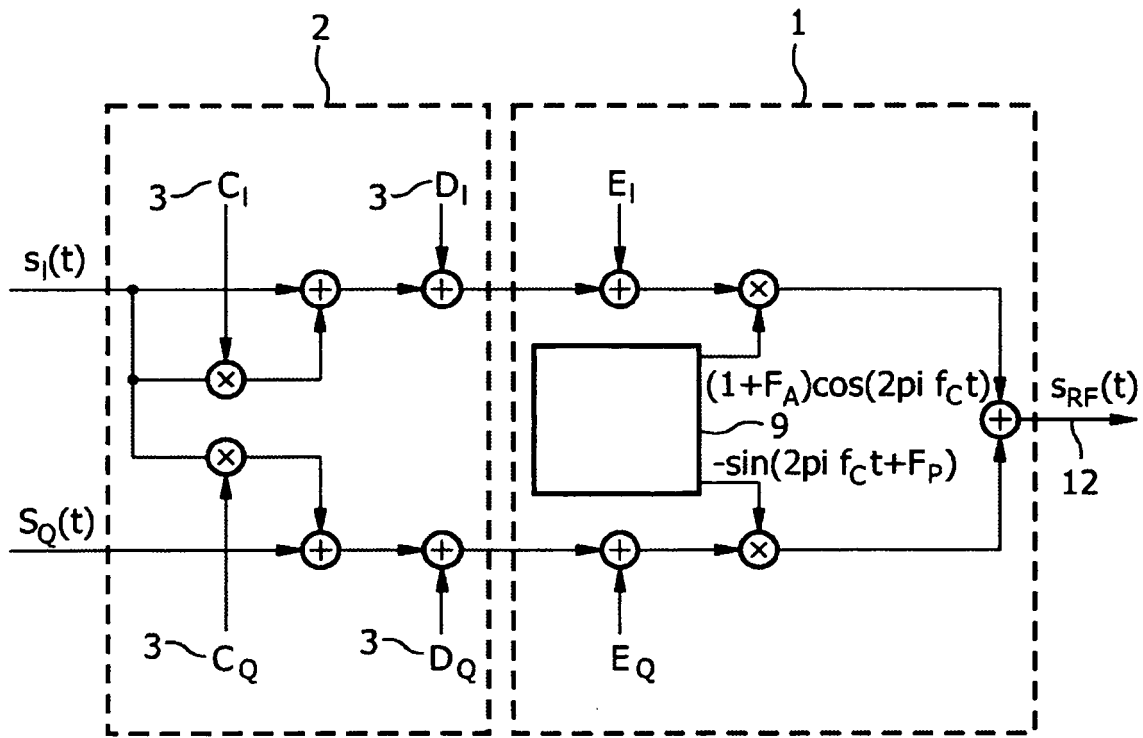 2
1
3 C_I
3 D_I
E_I
s_I(t)
(1+F_A)cos(2pi f_C t)
s_RF(t)
9
-sin(2pi f_C t+F_P)
12
S_Q(t)
3 C_Q
3 D_Q
E_Q